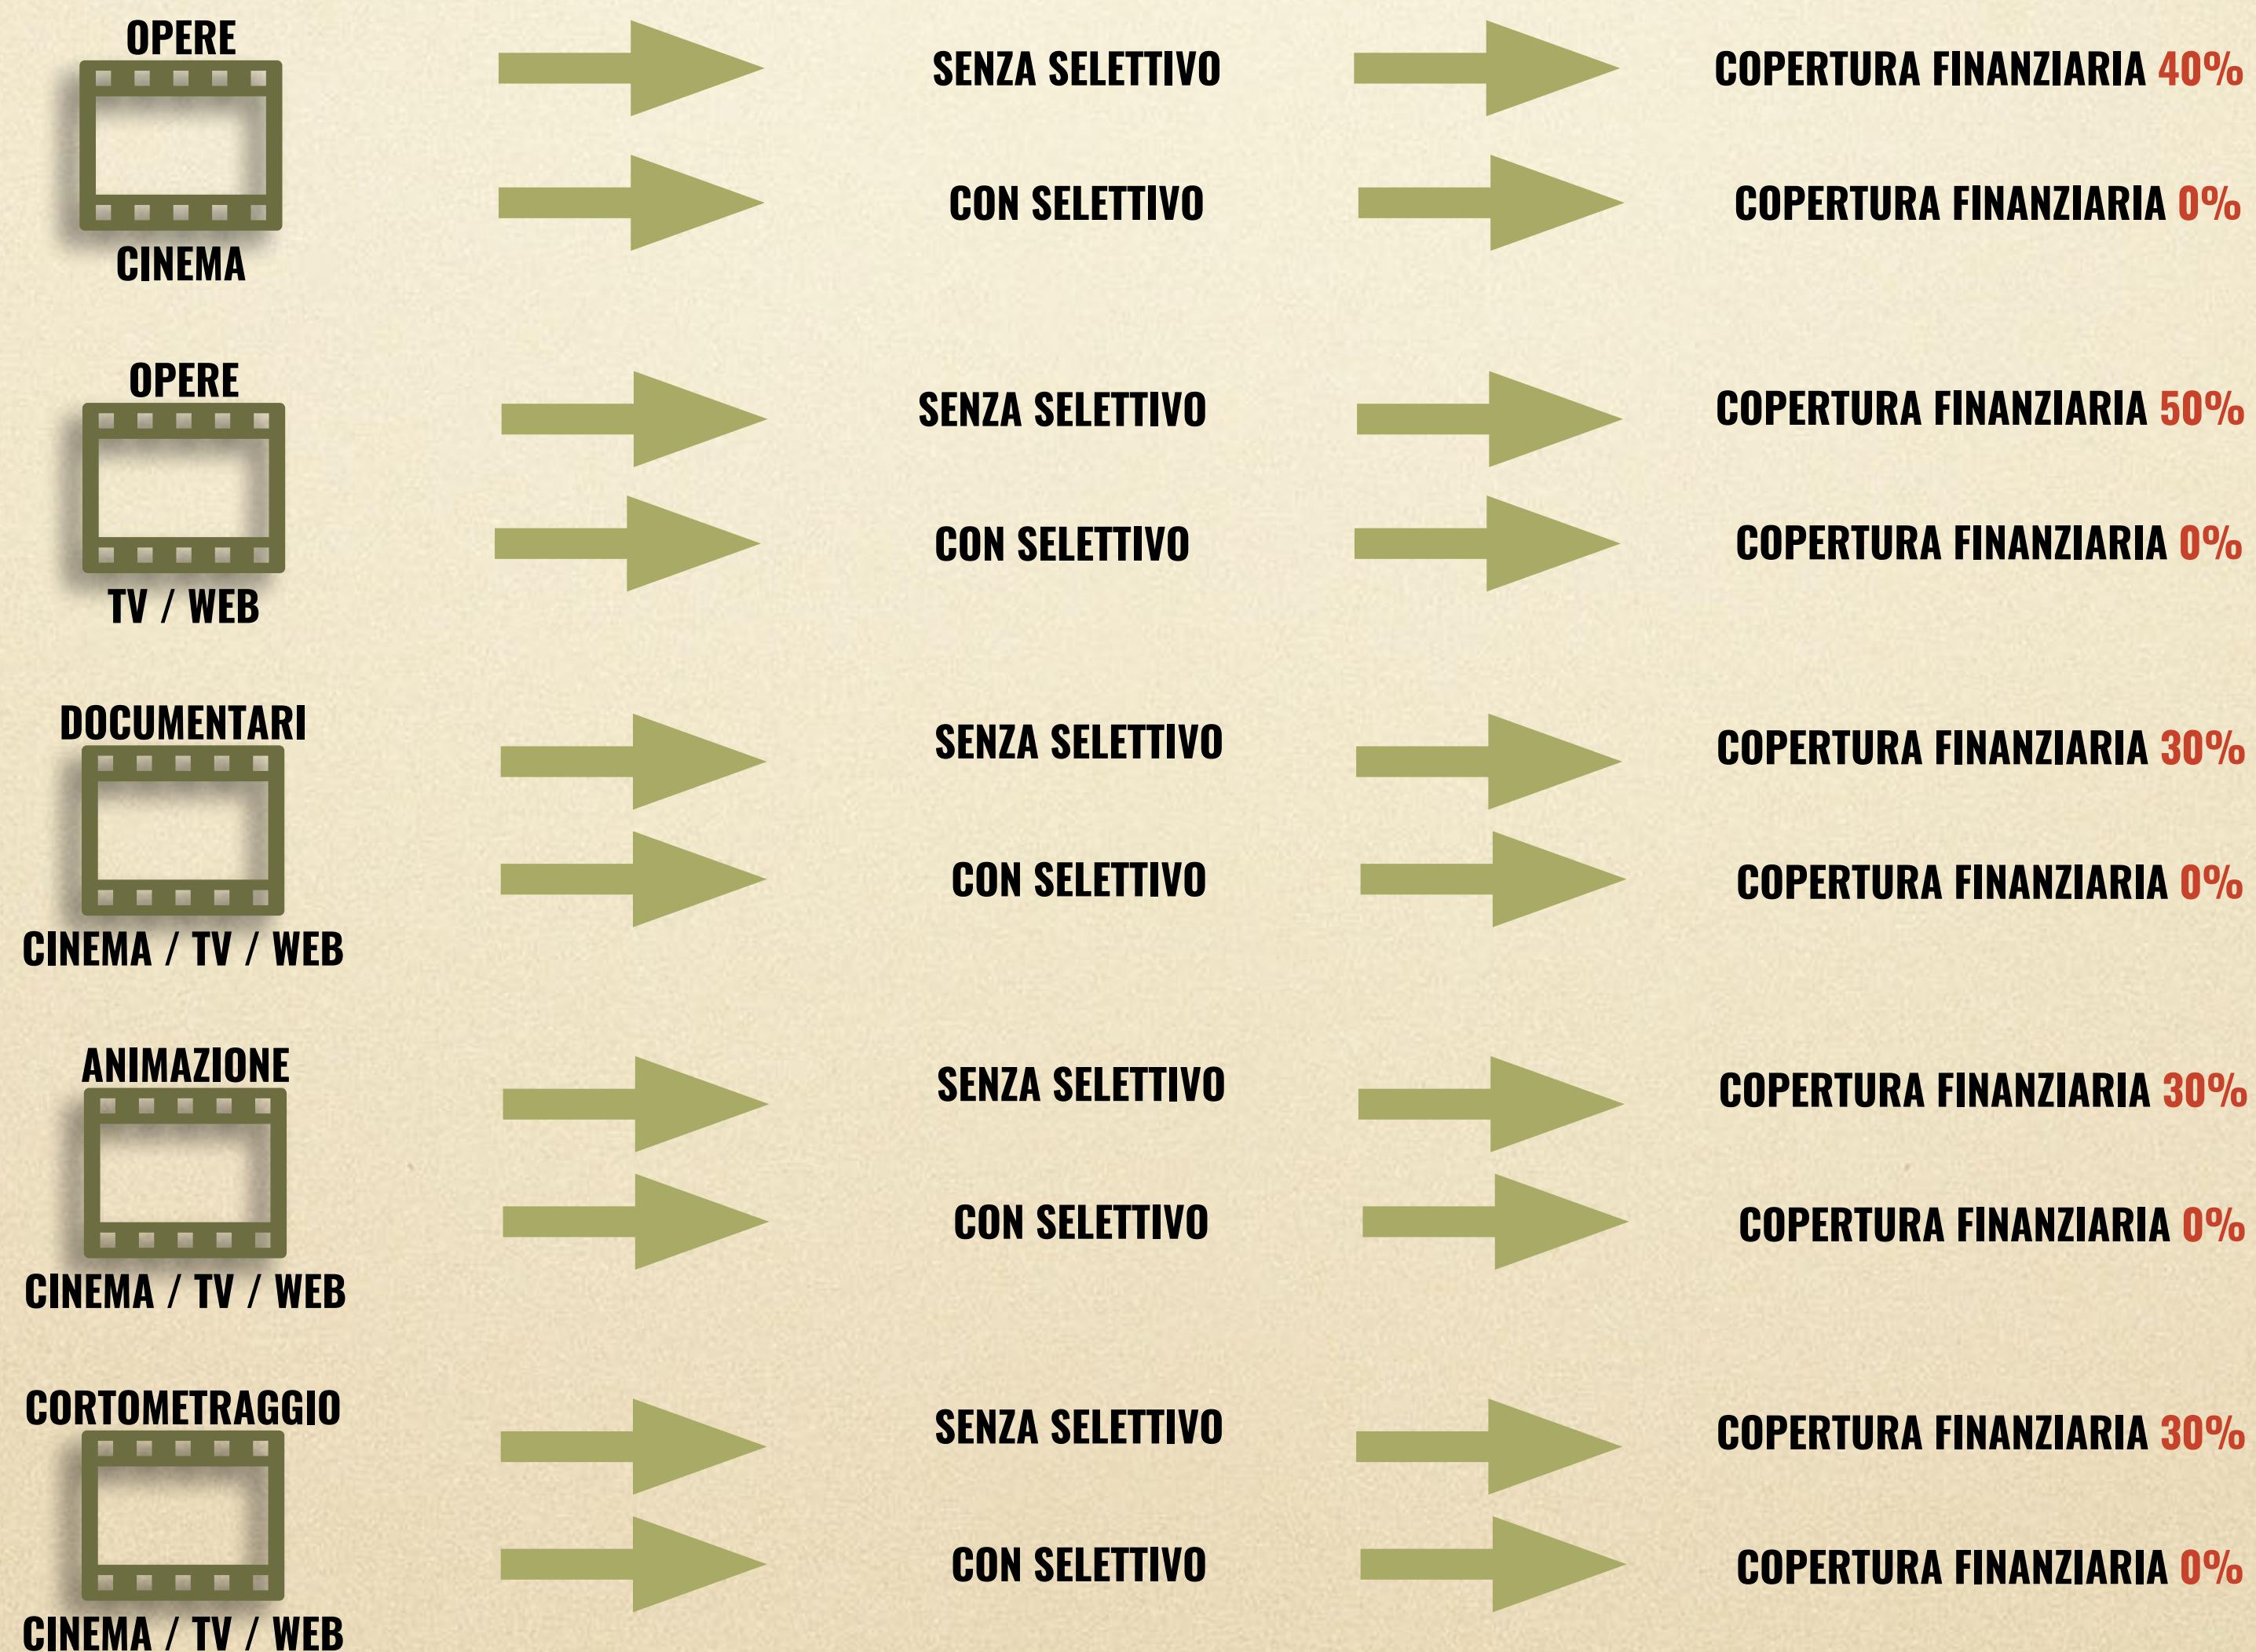 OPERE
SENZA SELETTIVO
COPERTURA FINANZIARIA 40%
CON SELETTIVO
COPERTURA FINANZIARIA 0%
CINEMA
OPERE
SENZA SELETTIVO
COPERTURA FINANZIARIA 50%
CON SELETTIVO
COPERTURA FINANZIARIA 0%
TV / WEB
DOCUMENTARI
SENZA SELETTIVO
COPERTURA FINANZIARIA 30%
CON SELETTIVO
COPERTURA FINANZIARIA 0%
CINEMA / TV / WEB
ANIMAZIONE
SENZA SELETTIVO
COPERTURA FINANZIARIA 30%
CON SELETTIVO
COPERTURA FINANZIARIA 0%
CINEMA / TV / WEB
CORTOMETRAGGIO
SENZA SELETTIVO
COPERTURA FINANZIARIA 30%
CON SELETTIVO
COPERTURA FINANZIARIA 0%
CINEMA / TV / WEB